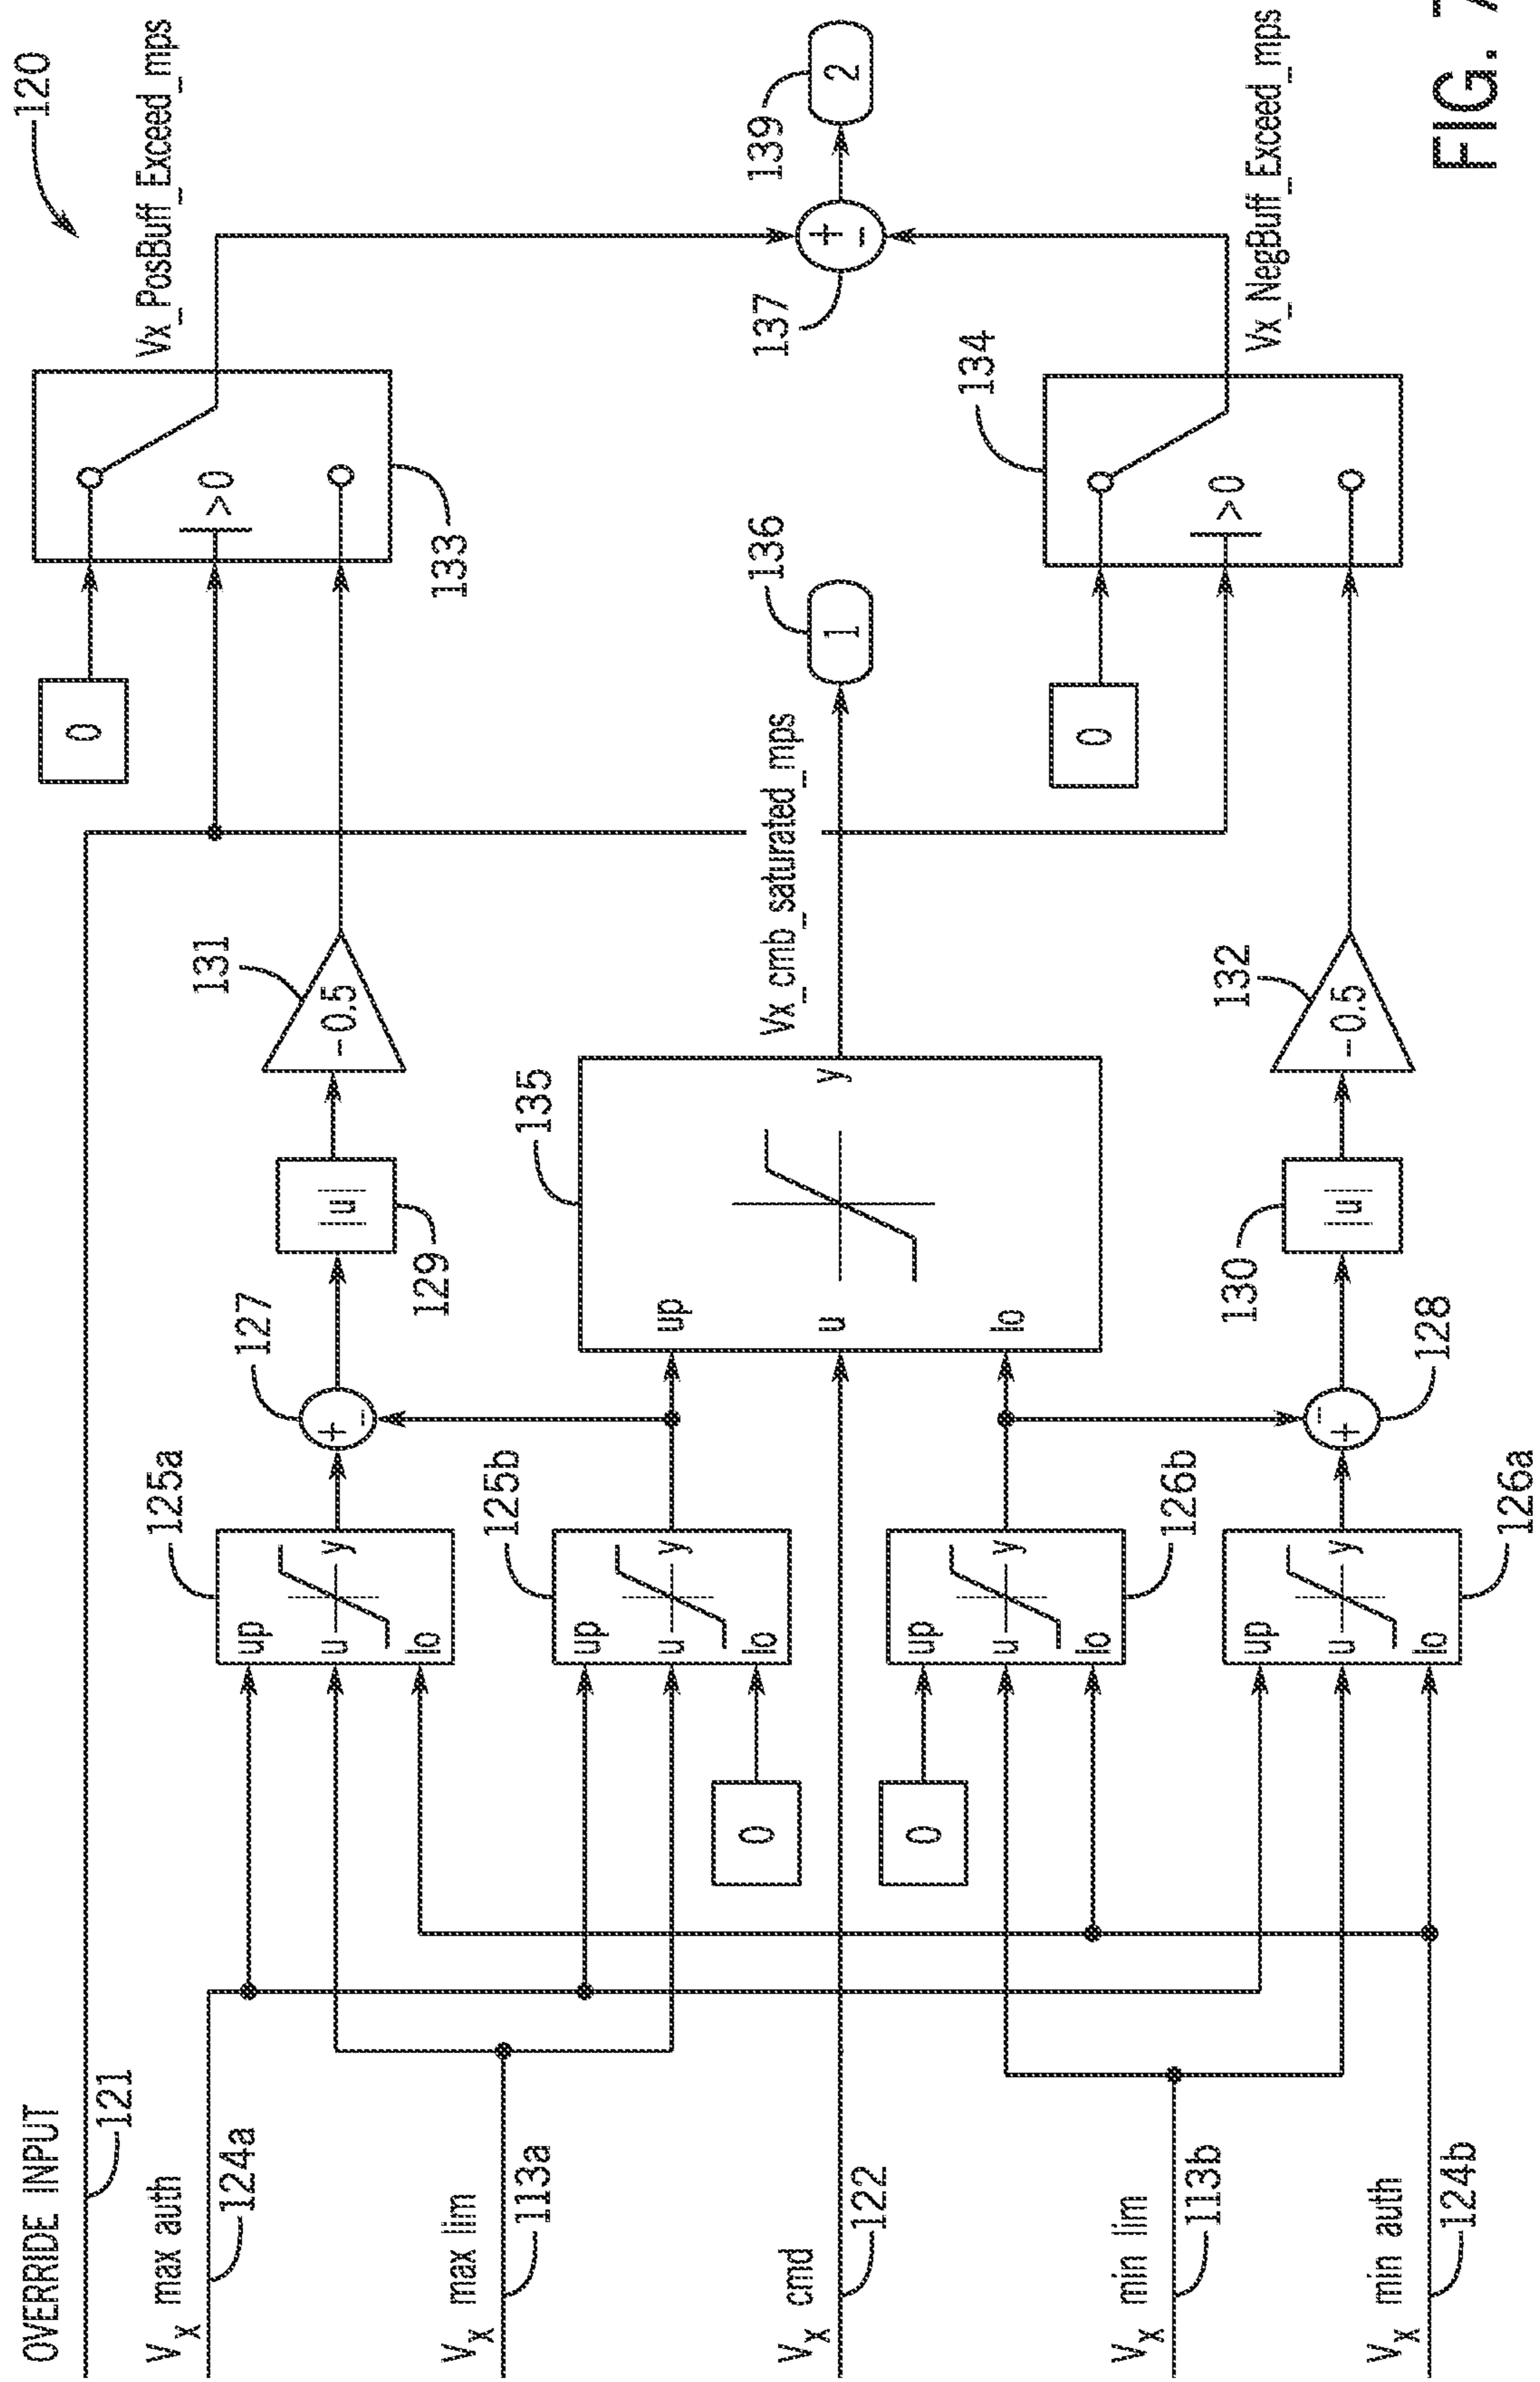 OVERRIDE INPUT
121
120
0
Vx max auth
124a
125a
up
u
lo
y
127
+
−
129
|u|
131
−0.5
>0
133
Vx_PosBuff_Exceed_mps
Vx max lim
113a
125b
up
u
lo
y
0
135
up
u
lo
y
Vx_cmb_saturated_mps
136
1
137
+
−
139
2
Vx cmd
122
0
126b
up
u
lo
y
Vx min lim
113b
126a
up
u
lo
y
128
+
−
130
|u|
132
−0.5
0
134
>0
Vx_NegBuff_Exceed_mps
Vx min auth
124b
FIG. 7